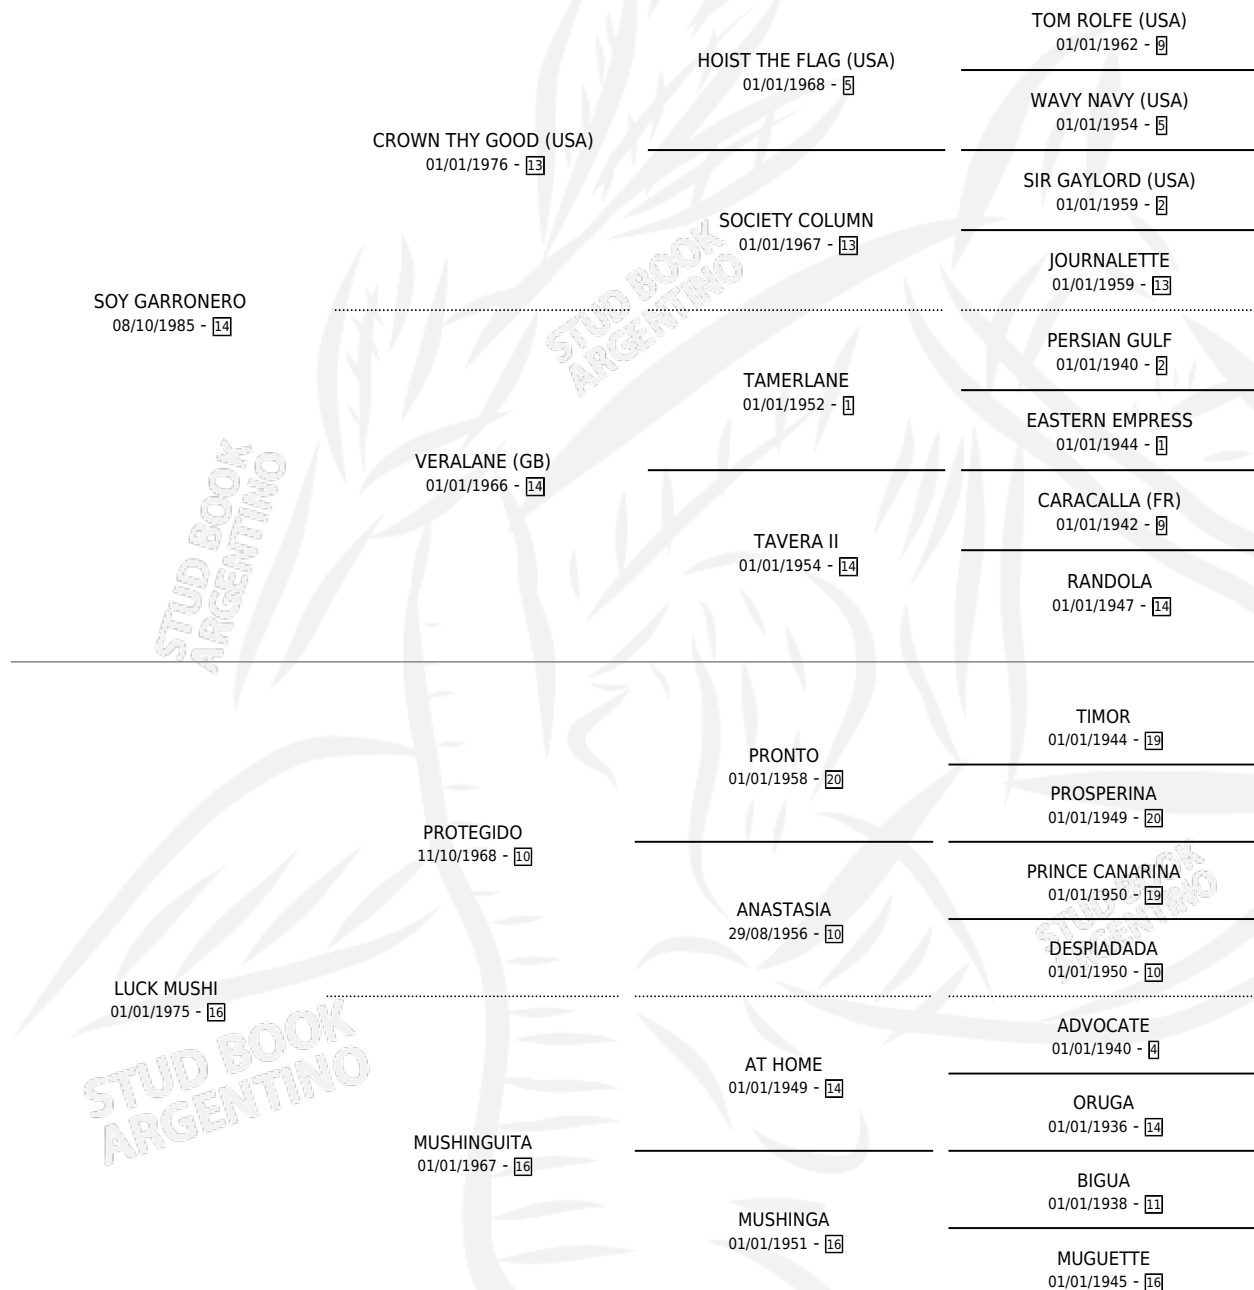 TOM ROLFE (USA)
01/01/1962 - 9
HOIST THE FLAG (USA)
01/01/1968 - 5
WAVY NAVY (USA)
01/01/1954 - 5
CROWN THY GOOD (USA)
01/01/1976 - 13
SIR GAYLORD (USA)
01/01/1959 - 2
SOCIETY COLUMN
01/01/1967 - 13
JOURNALETTE
01/01/1959 - 13
SOY GARRONERO
08/10/1985 - 14
PERSIAN GULF
01/01/1940 - 2
TAMERLANE
01/01/1952 - 1
EASTERN EMPRESS
01/01/1944 - 1
VERALANE (GB)
01/01/1966 - 14
CARACALLA (FR)
01/01/1942 - 9
TAVERA II
01/01/1954 - 14
RANDOLA
01/01/1947 - 14
TIMOR
01/01/1944 - 19
PRONTO
01/01/1958 - 20
PROSPERINA
01/01/1949 - 20
PROTEGIDO
11/10/1968 - 10
PRINCE CANARINA
01/01/1950 - 19
ANASTASIA
29/08/1956 - 10
DESPIADADA
01/01/1950 - 10
LUCK MUSHI
01/01/1975 - 16
ADVOCATE
01/01/1940 - 4
AT HOME
01/01/1949 - 14
ORUGA
01/01/1936 - 14
MUSHINGUITA
01/01/1967 - 16
BIGUA
01/01/1938 - 11
MUSHINGA
01/01/1951 - 16
MUGUETTE
01/01/1945 - 16
STUD BOOK
ARGENTINO
STUD BOOK
ARGENTINO
STUD BOOK
ARGENTINO
STUD BOOK
ARGENTINO